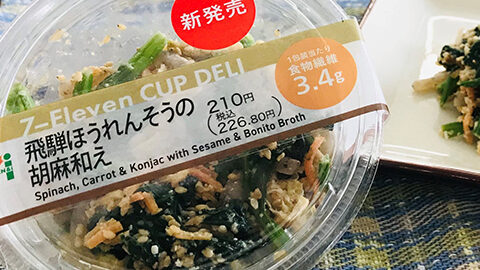 新発売
7-Eleven CUP DELI
1包装当たり
食物繊維
3.4g
飛騨ほうれんそうの
胡麻和え
210円
(税込
226.80円)
Spinach, Carrot & Konjac with Sesame & Bonito Broth